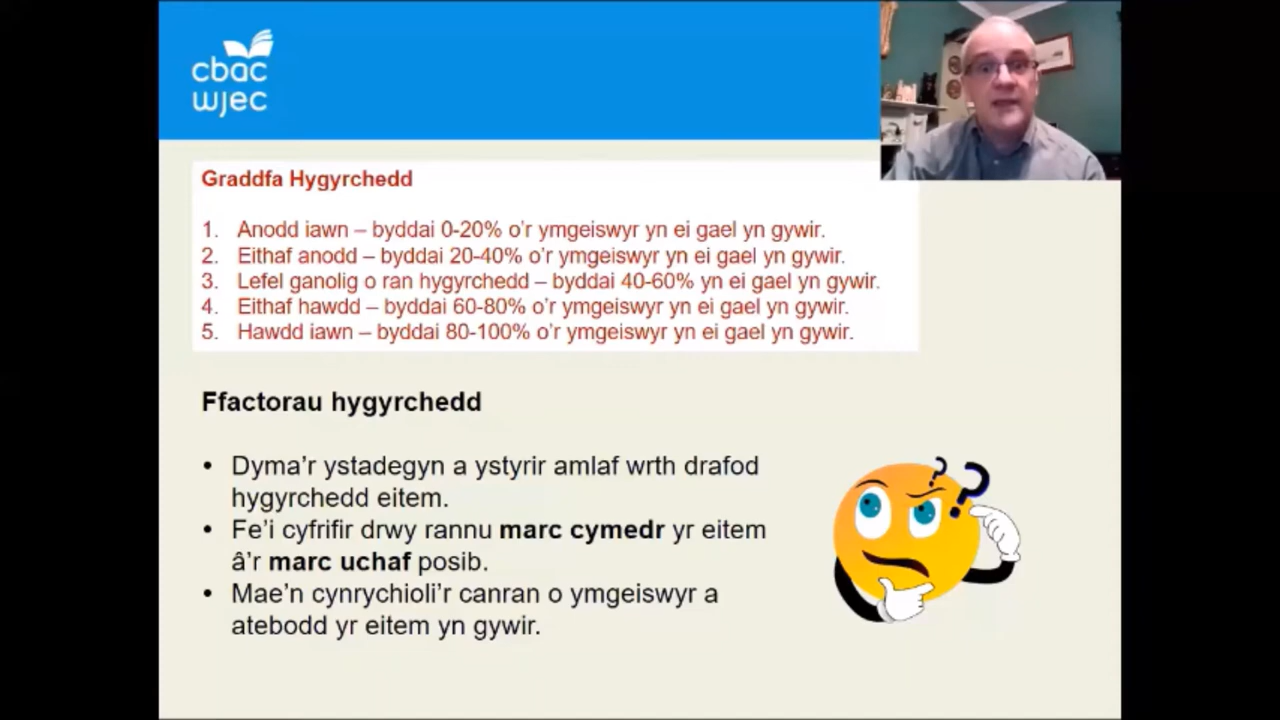 cbac
wjec
Graddfa Hygyrchedd
1. Anodd iawn – byddai 0-20% o'r ymgeiswyr yn ei gael yn gywir.
2. Eithaf anodd – byddai 20-40% o'r ymgeiswyr yn ei gael yn gywir.
3. Lefel ganolig o ran hygyrchedd – byddai 40-60% yn ei gael yn gywir.
4. Eithaf hawdd – byddai 60-80% o'r ymgeiswyr yn ei gael yn gywir.
5. Hawdd iawn – byddai 80-100% o'r ymgeiswyr yn ei gael yn gywir.
Ffactorau hygyrchedd
• Dyma'r ystadegyn a ystyrir amlaf wrth drafod
hygyrchedd eitem.
• Fe'i cyfrifir drwy rannu marc cymedr yr eitem
â'r marc uchaf posib.
• Mae'n cynrychioli'r canran o ymgeiswyr a
atebodd yr eitem yn gywir.
? ?